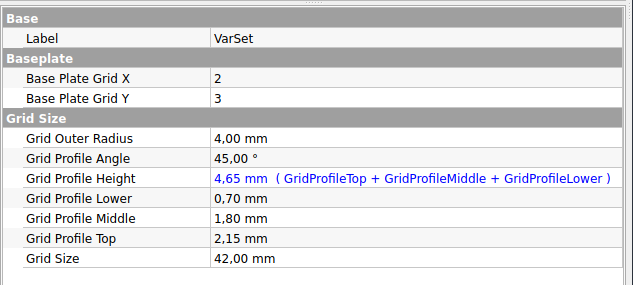 Base
Label VarSet
Baseplate
Base Plate Grid X 2
Base Plate Grid Y 3
Grid Size
Grid Outer Radius 4,00 mm
Grid Profile Angle 45,00 °
Grid Profile Height 4,65 mm ( GridProfileTop + GridProfileMiddle + GridProfileLower )
Grid Profile Lower 0,70 mm
Grid Profile Middle 1,80 mm
Grid Profile Top 2,15 mm
Grid Size 42,00 mm